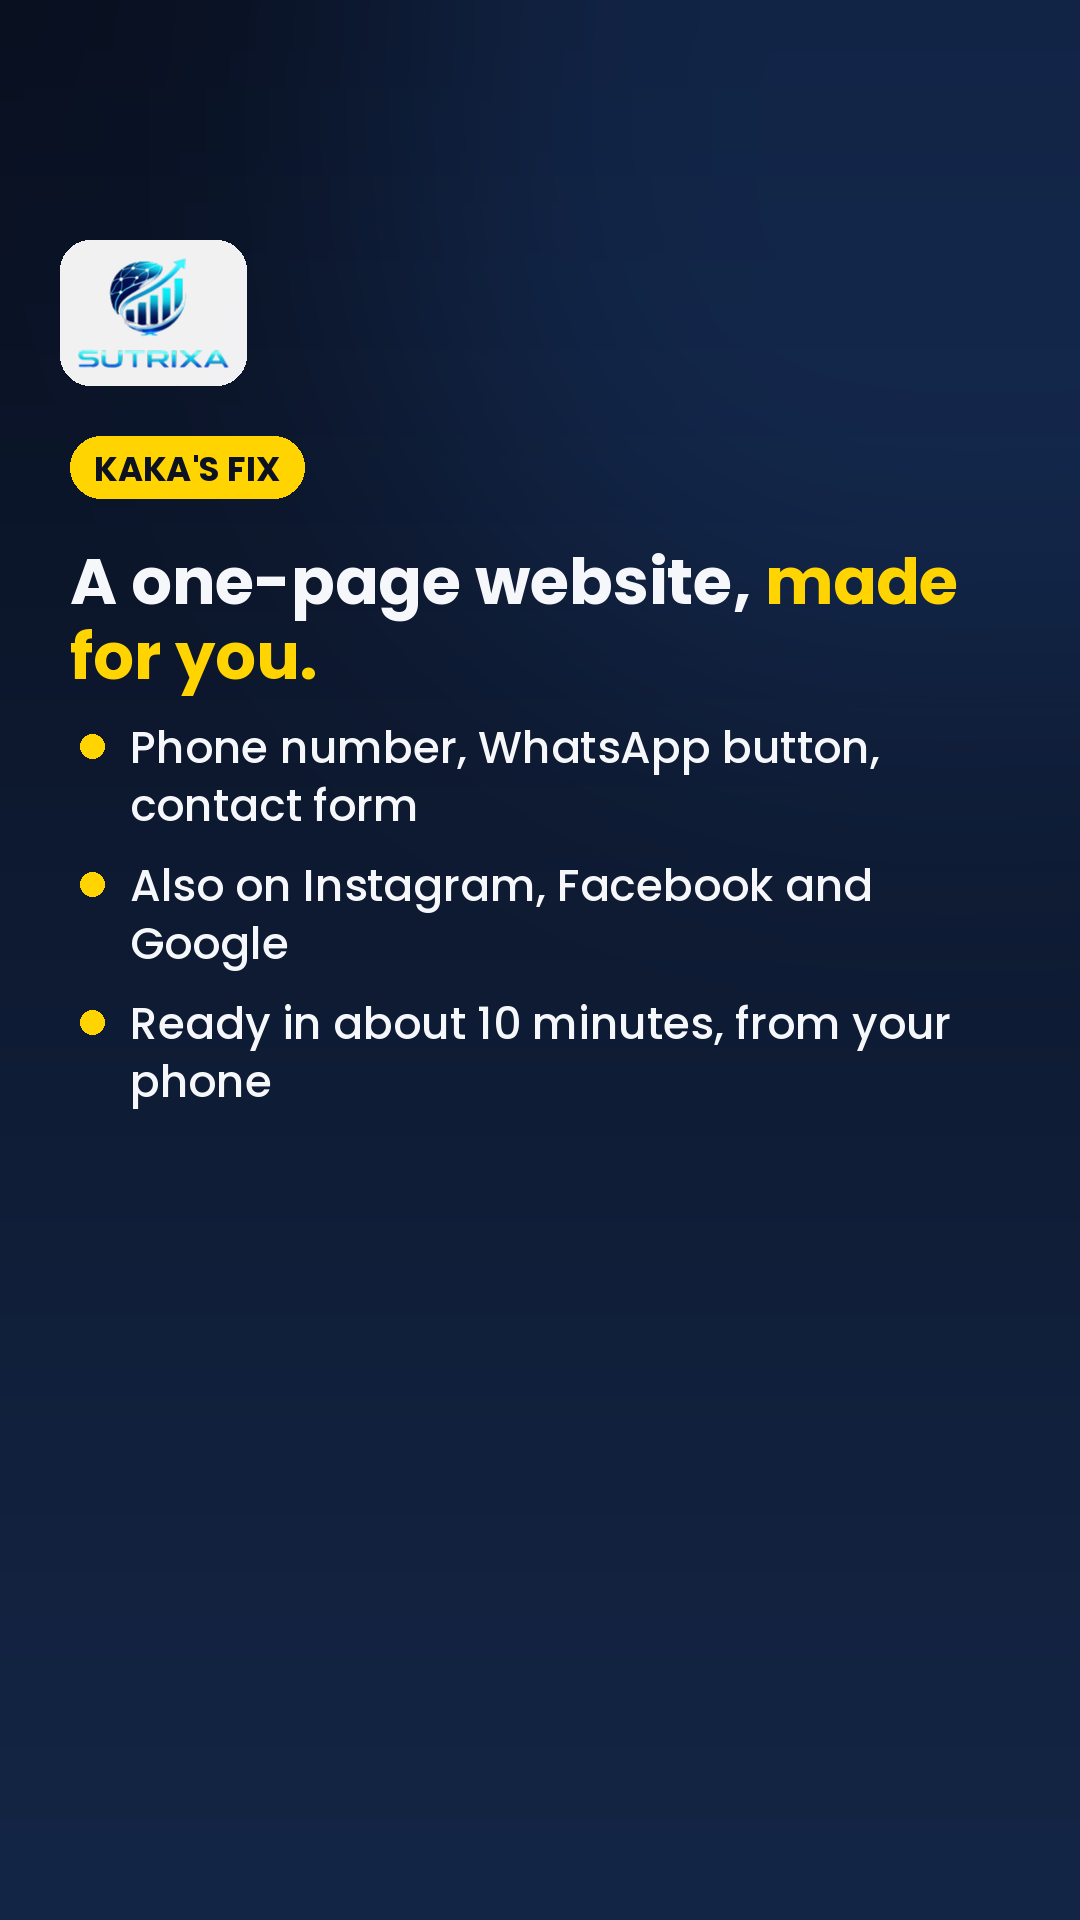 SUTRIXA
KAKA'S FIX
A one-page website, made
for you.
Phone number, WhatsApp button,
contact form
Also on Instagram, Facebook and
Google
Ready in about 10 minutes, from your
phone